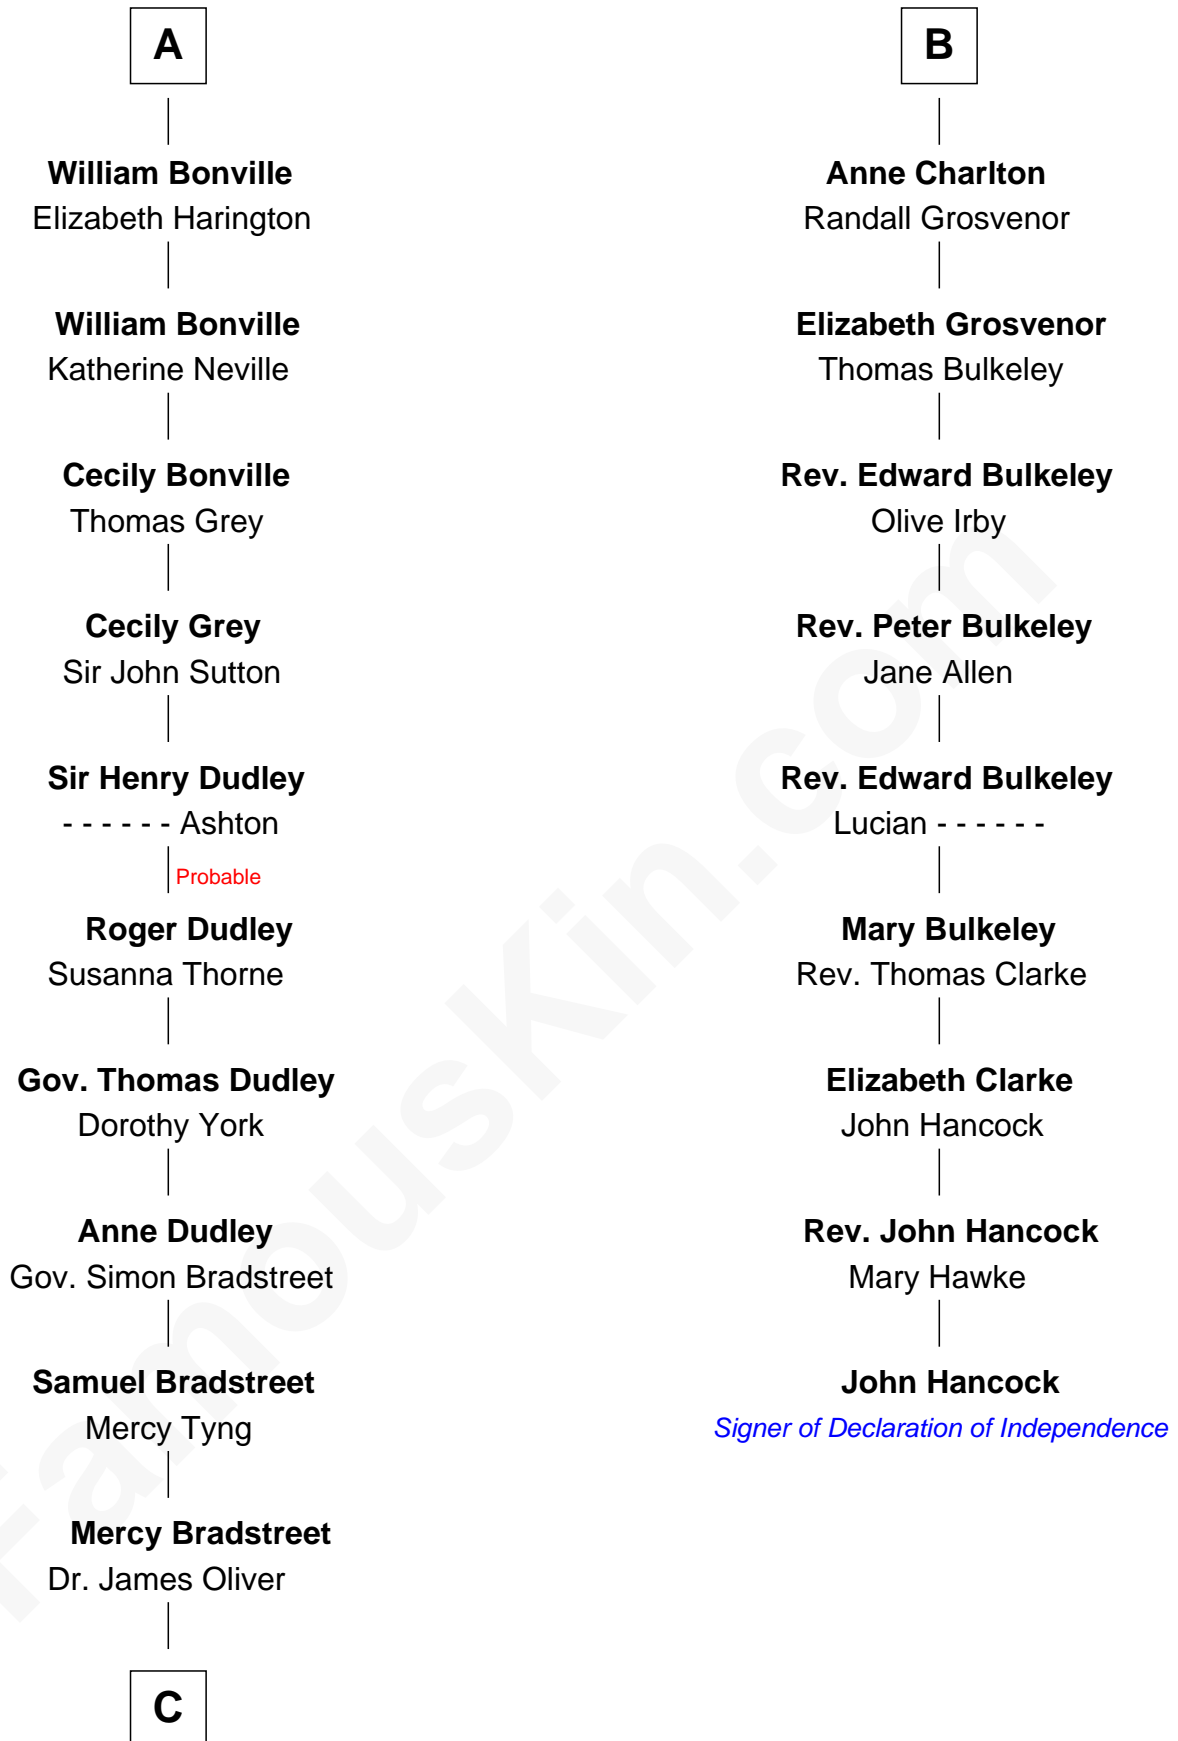 A
William Bonville
Elizabeth Harington
William Bonville
Katherine Neville
Cecily Bonville
Thomas Grey
Cecily Grey
Sir John Sutton
Sir Henry Dudley
- - - - - - Ashton
Probable
Roger Dudley
Susanna Thorne
Gov. Thomas Dudley
Dorothy York
Anne Dudley
Gov. Simon Bradstreet
Samuel Bradstreet
Mercy Tyng
Mercy Bradstreet
Dr. James Oliver
C
B
Anne Charlton
Randall Grosvenor
Elizabeth Grosvenor
Thomas Bulkeley
Rev. Edward Bulkeley
Olive Irby
Rev. Peter Bulkeley
Jane Allen
Rev. Edward Bulkeley
Lucian - - - - - -
Mary Bulkeley
Rev. Thomas Clarke
Elizabeth Clarke
John Hancock
Rev. John Hancock
Mary Hawke
John Hancock
Signer of Declaration of Independence
FamousKin.com